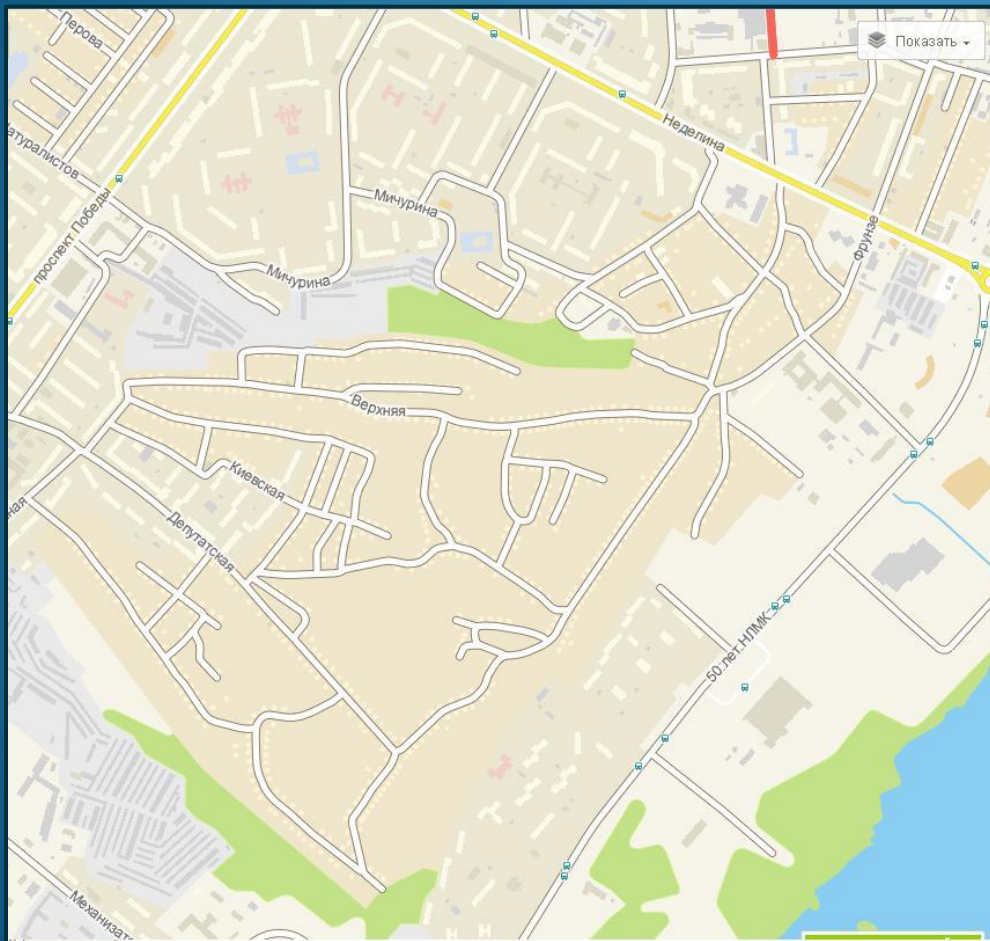 Перова
Показать
Неделина
Натуралистов
Мичурина
проспект Победы
Фрунзе
Мичурина
Верхняя
Киевская
Депутатская
50 лет НЛМК